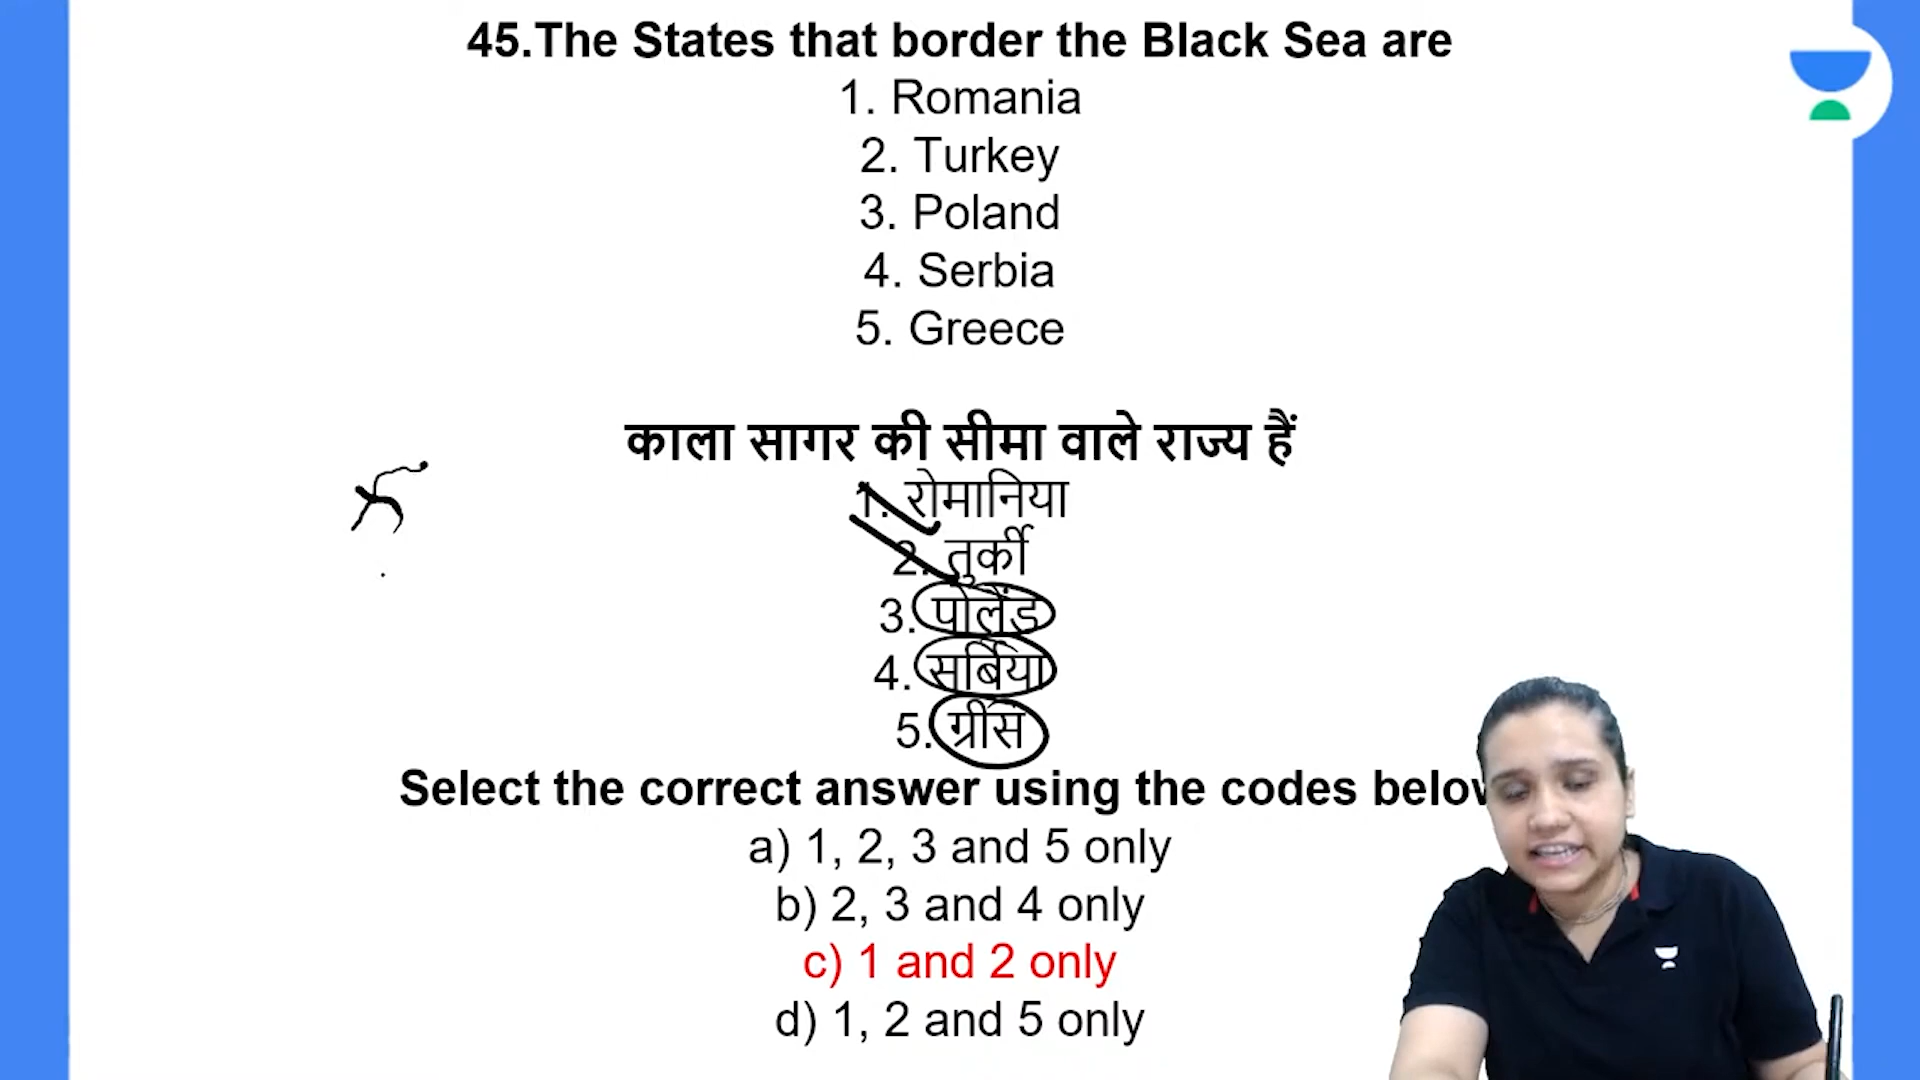 45.The States that border the Black Sea are
1. Romania
2. Turkey
3. Poland
4. Serbia
5. Greece
काला सागर की सीमा वाले राज्य हैं
1. रोमानिया
2. तुर्की
3. पोलैंड
4. सर्बिया
5. ग्रीस
Select the correct answer using the codes below
a) 1, 2, 3 and 5 only
b) 2, 3 and 4 only
c) 1 and 2 only
d) 1, 2 and 5 only